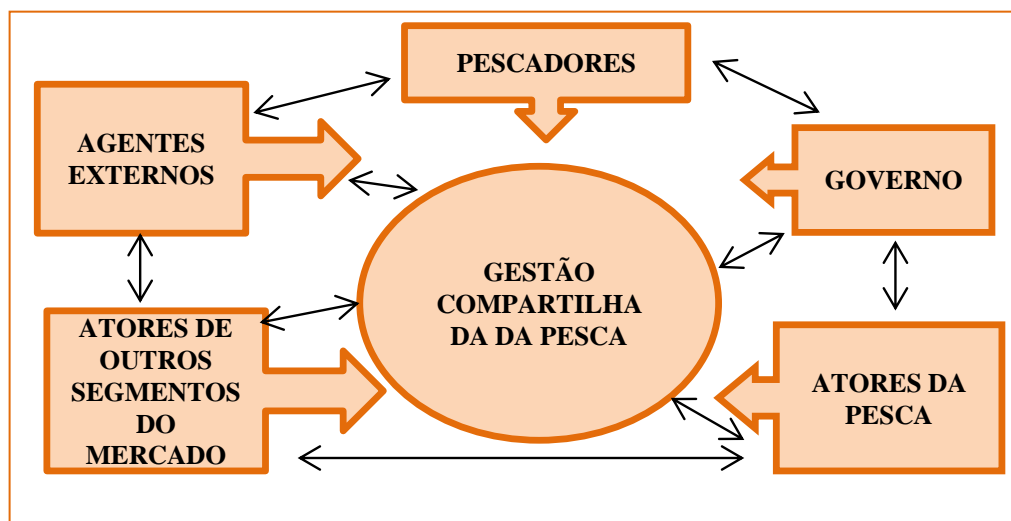 PESCADORES
AGENTES
EXTERNOS
GOVERNO
GESTÃO
COMPARTILHA
DA DA PESCA
ATORES DE
OUTROS
SEGMENTOS
DO
MERCADO
ATORES DA
PESCA